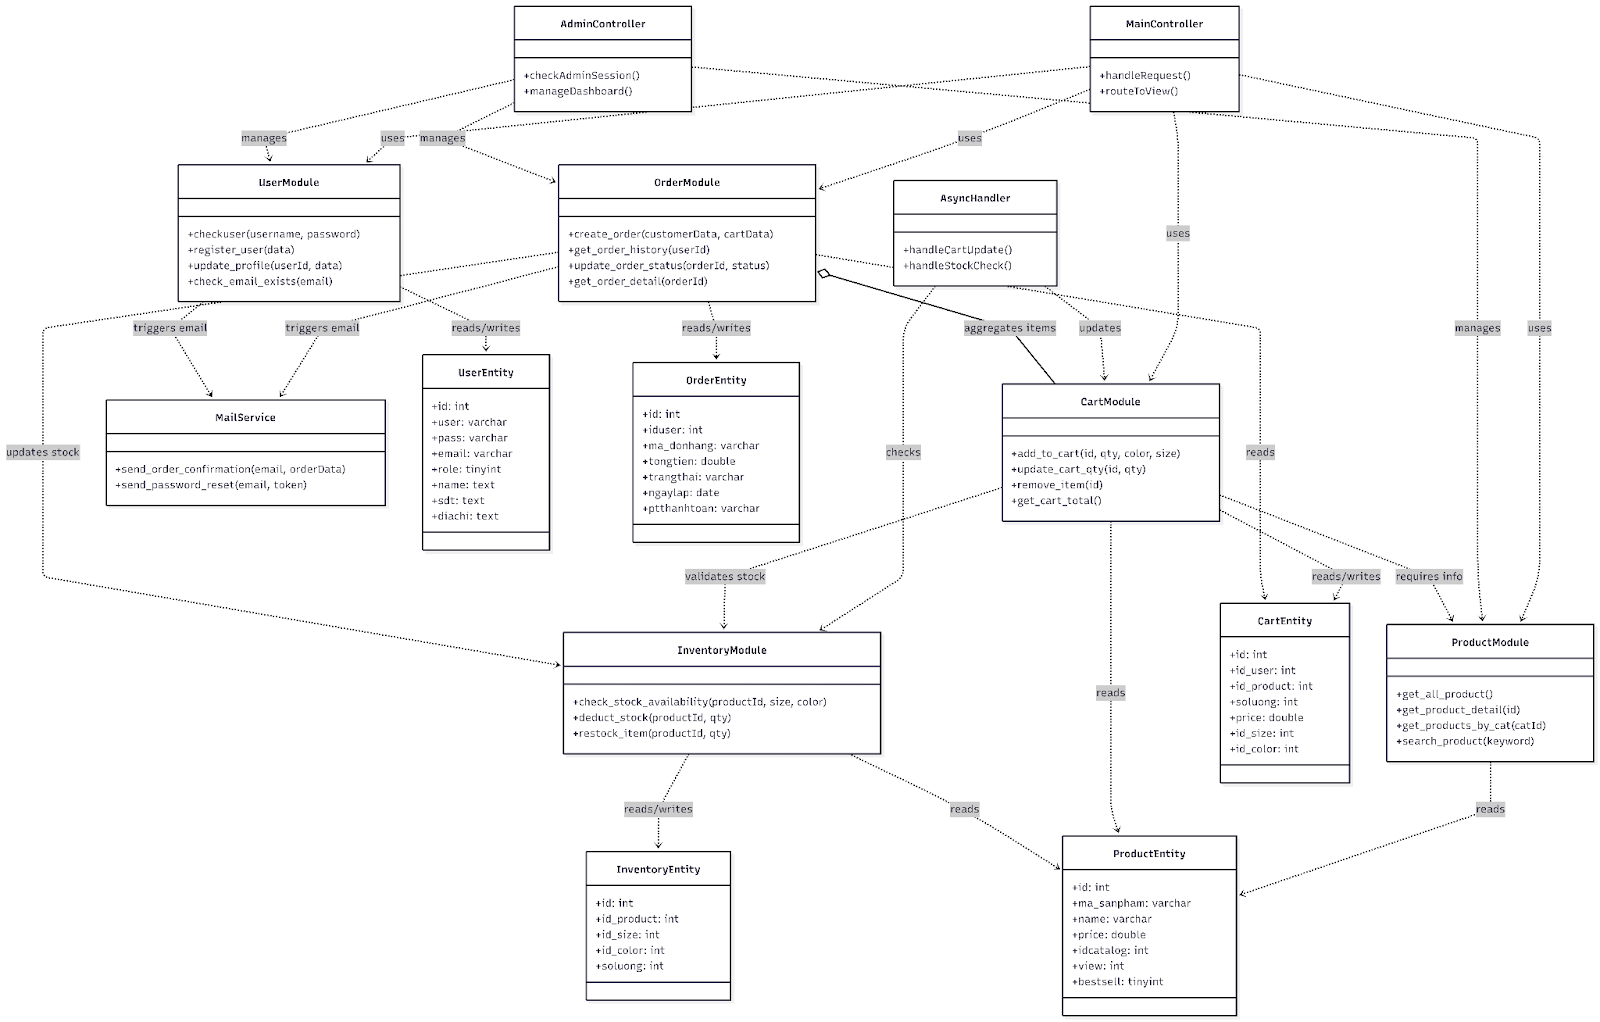 AdminController
+checkAdminSession()
+manageDashboard()
MainController
+handleRequest()
+routeToView()
manages
uses
manages
uses
UserModule
+checkuser(username, password)
+register_user(data)
+update_profile(userId, data)
+check_email_exists(email)
OrderModule
+create_order(customerData, cartData)
+get_order_history(userId)
+update_order_status(orderId, status)
+get_order_detail(orderId)
AsyncHandler
+handleCartUpdate()
+handleStockCheck()
uses
triggers email
triggers email
reads/writes
reads/writes
aggregates items
updates
manages
uses
MailService
+send_order_confirmation(email, orderData)
+send_password_reset(email, token)
UserEntity
+id: int
+user: varchar
+pass: varchar
+email: varchar
+role: tinyint
+name: text
+sdt: text
+diachi: text
OrderEntity
+id: int
+iduser: int
+ma_donhang: varchar
+tongtien: double
+trangthai: varchar
+ngaylap: date
+ptthanhtoan: varchar
CartModule
+add_to_cart(id, qty, color, size)
+update_cart_qty(id, qty)
+remove_item(id)
+get_cart_total()
updates stock
checks
reads
validates stock
reads/writes
requires info
InventoryModule
+check_stock_availability(productId, size, color)
+deduct_stock(productId, qty)
+restock_item(productId, qty)
CartEntity
+id: int
+id_user: int
+id_product: int
+soluong: int
+price: double
+id_size: int
+id_color: int
ProductModule
+get_all_product()
+get_product_detail(id)
+get_products_by_cat(catId)
+search_product(keyword)
reads
reads/writes
reads
reads
InventoryEntity
+id: int
+id_product: int
+id_size: int
+id_color: int
+soluong: int
ProductEntity
+id: int
+ma_sanpham: varchar
+name: varchar
+price: double
+idcatalog: int
+view: int
+bestsell: tinyint